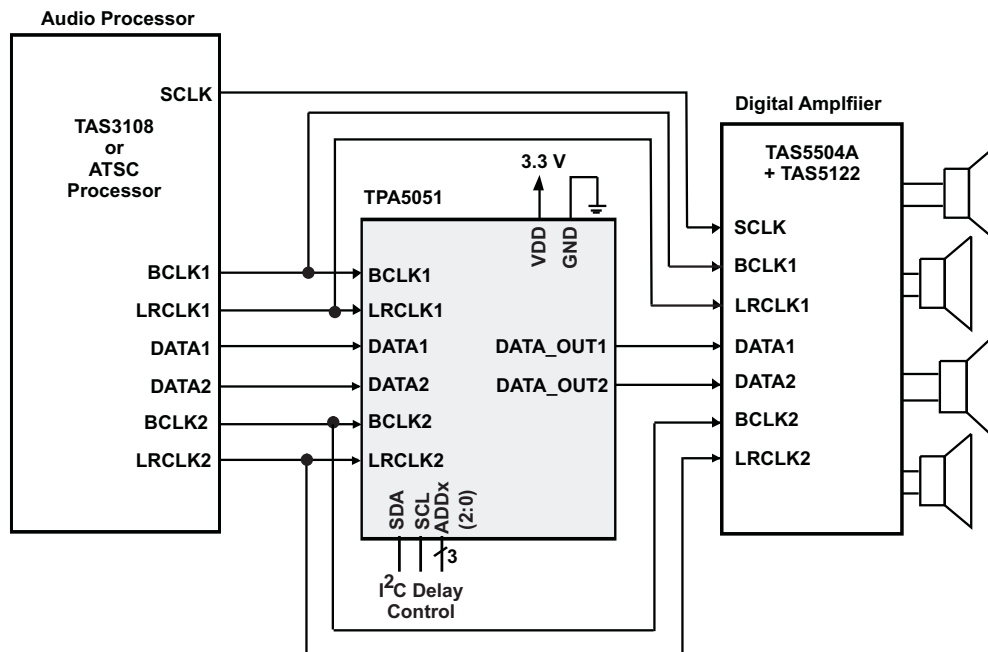 Audio Processor
SCLK
TAS3108
or
ATSC
Processor
BCLK1
LRCLK1
DATA1
DATA2
BCLK2
LRCLK2
TPA5051
3.3 V
VDD
GND
BCLK1
LRCLK1
DATA1
DATA2
BCLK2
LRCLK2
DATA_OUT1
DATA_OUT2
SDA
SCL
ADDx
(2:0)
3
I2C Delay
Control
Digital Amplfiier
TAS5504A
+ TAS5122
SCLK
BCLK1
LRCLK1
DATA1
DATA2
BCLK2
LRCLK2